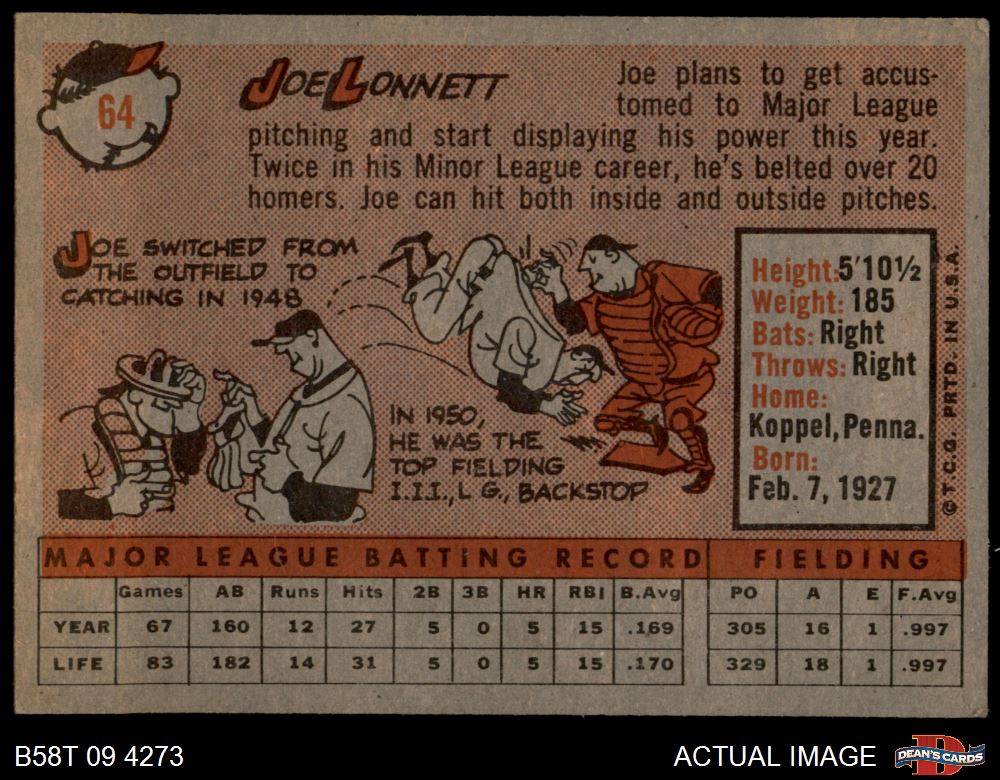 64
JOE LONNETT
Joe plans to get accus-
tomed to Major League
pitching and start displaying his power this year.
Twice in his Minor League career, he's belted over 20
homers. Joe can hit both inside and outside pitches.
JOE SWITCHED FROM
THE OUTFIELD TO
CATCHING IN 1948
IN 1950,
HE WAS THE
TOP FIELDING
I.I.I., L G., BACKSTOP
Height: 5'10½
Weight: 185
Bats: Right
Throws: Right
Home:
Koppel, Penna.
Born:
Feb. 7, 1927
© T.C.G. PRTD. IN U.S.A.
MAJOR LEAGUE BATTING RECORD FIELDING
Games AB Runs Hits 2B 3B HR RBI B.Avg PO A E F.Avg
YEAR 67 160 12 27 5 0 5 15 .169 305 16 1 .997
LIFE 83 182 14 31 5 0 5 15 .170 329 18 1 .997
B58T 09 4273
ACTUAL IMAGE
D
DEAN'S CARDS